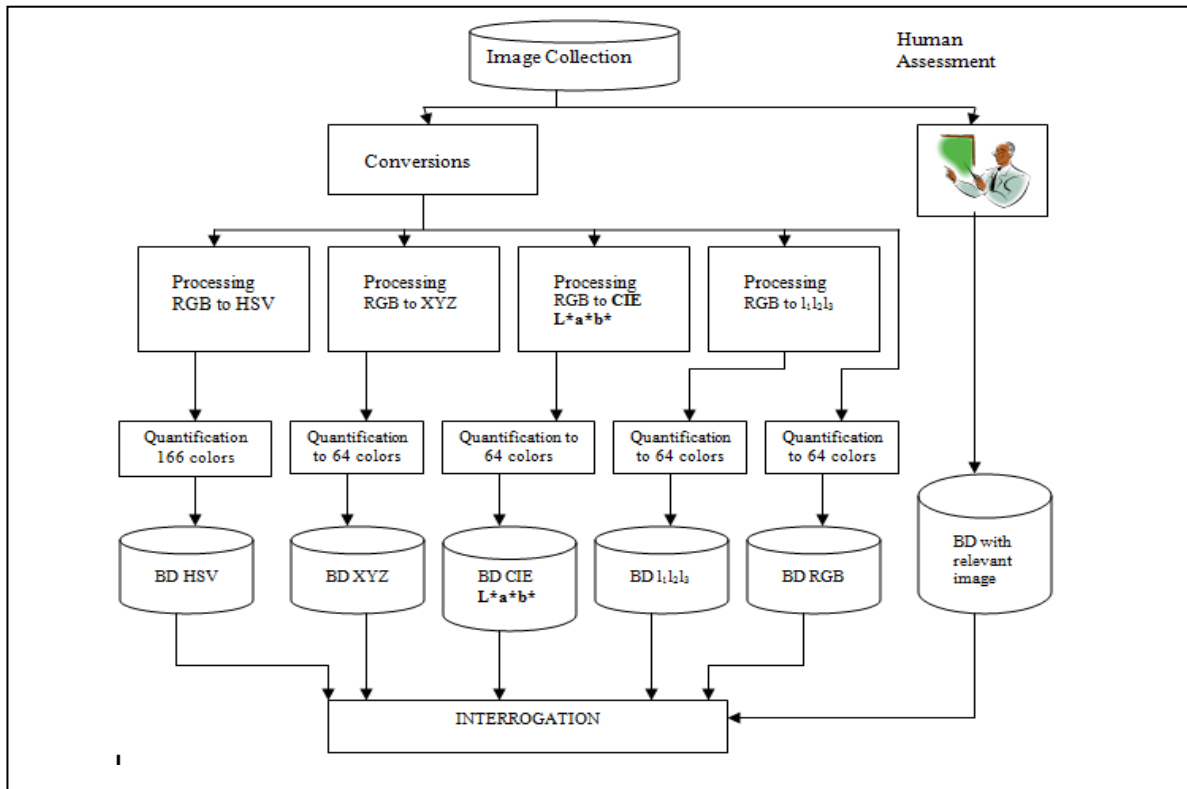 Image Collection
Human
Assessment
Conversions
Processing
RGB to HSV
Processing
RGB to XYZ
Processing
RGB to CIE
L*a*b*
Processing
RGB to l₁l₂l₃
Quantification
166 colors
Quantification
to 64 colors
Quantification to
64 colors
Quantification
to 64 colors
Quantification
to 64 colors
BD HSV
BD XYZ
BD CIE
L*a*b*
BD l₁l₂l₃
BD RGB
BD with
relevant
image
INTERROGATION